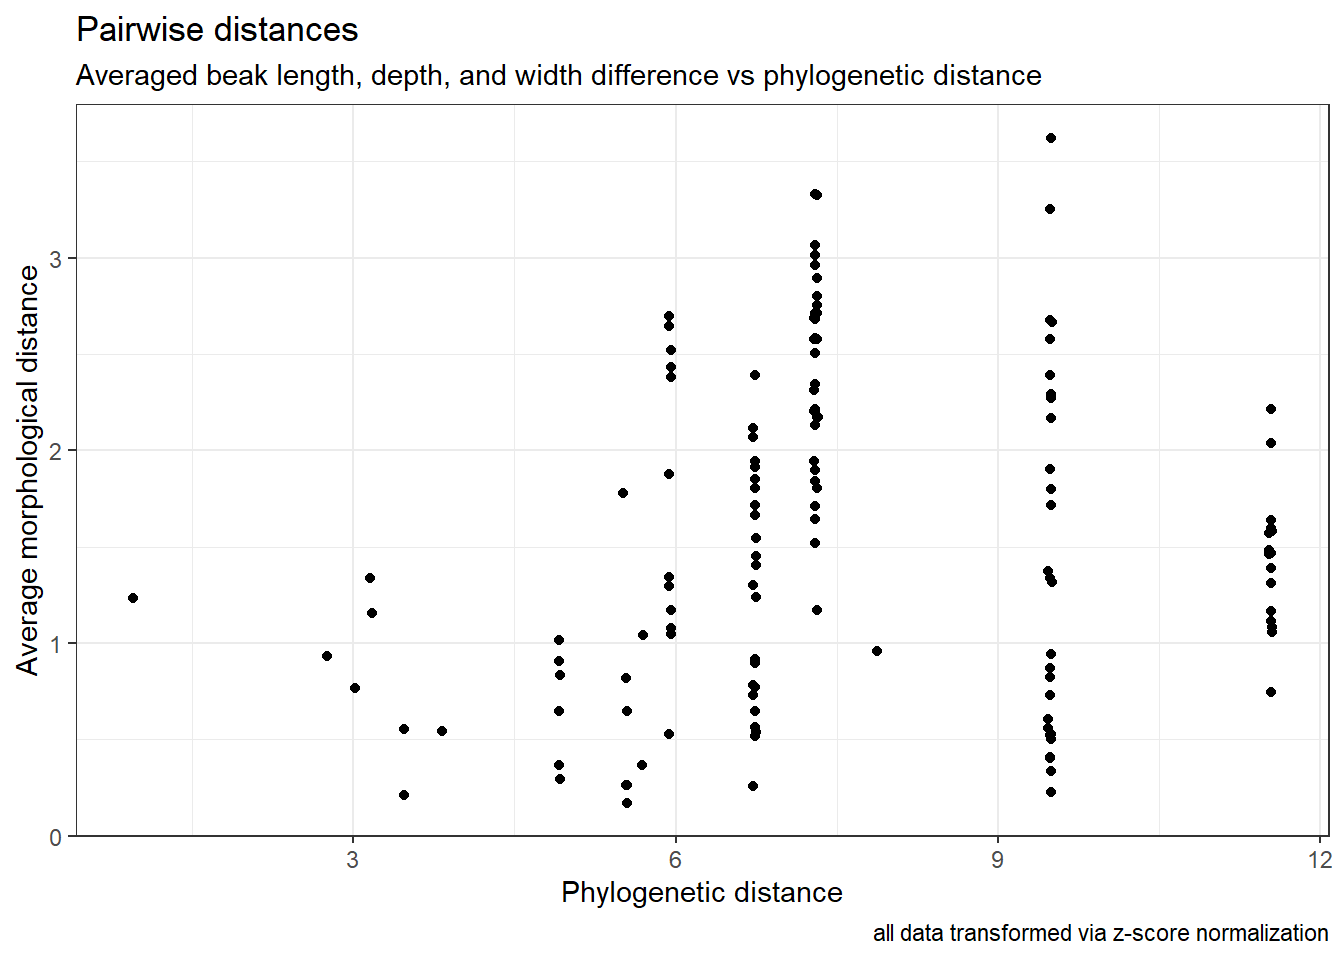 Pairwise distances
Averaged beak length, depth, and width difference vs phylogenetic distance
Average morphological distance
3
2
1
0
3 6 9 12
Phylogenetic distance
all data transformed via z-score normalization